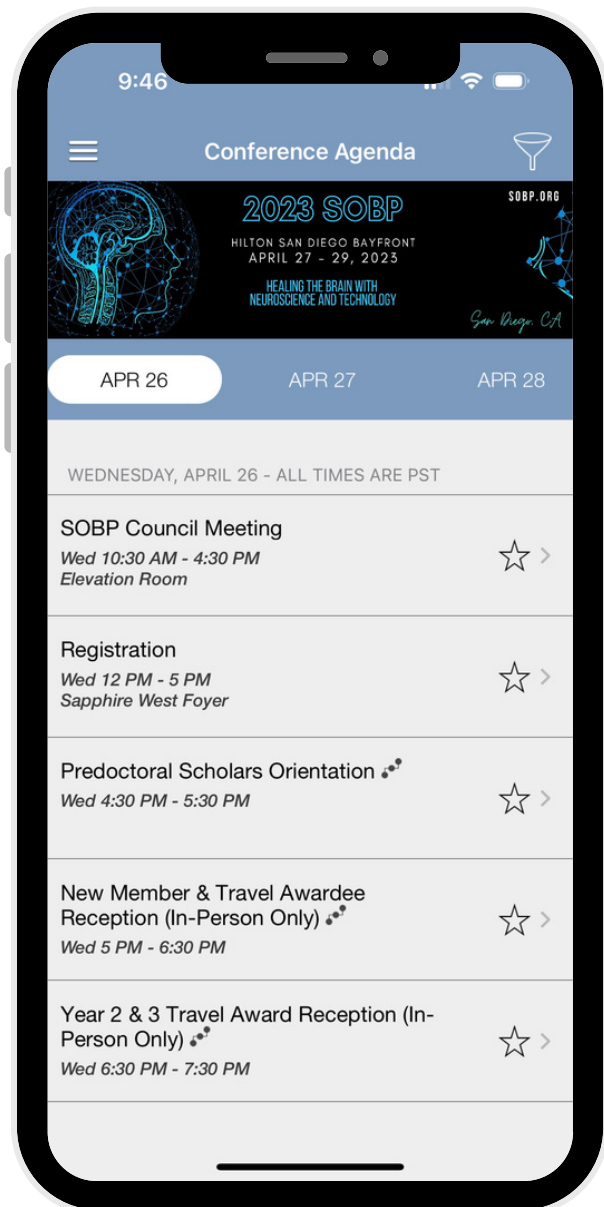 9:46
Conference Agenda
2023 SOBP
SOBP.ORG
HILTON SAN DIEGO BAYFRONT
APRIL 27 - 29, 2023
HEALING THE BRAIN WITH
NEUROSCIENCE AND TECHNOLOGY
San Diego, CA
APR 26
APR 27
APR 28
WEDNESDAY, APRIL 26 - ALL TIMES ARE PST
SOBP Council Meeting
Wed 10:30 AM - 4:30 PM
Elevation Room
Registration
Wed 12 PM - 5 PM
Sapphire West Foyer
Predoctoral Scholars Orientation
Wed 4:30 PM - 5:30 PM
New Member & Travel Awardee
Reception (In-Person Only)
Wed 5 PM - 6:30 PM
Year 2 & 3 Travel Award Reception (In-
Person Only)
Wed 6:30 PM - 7:30 PM